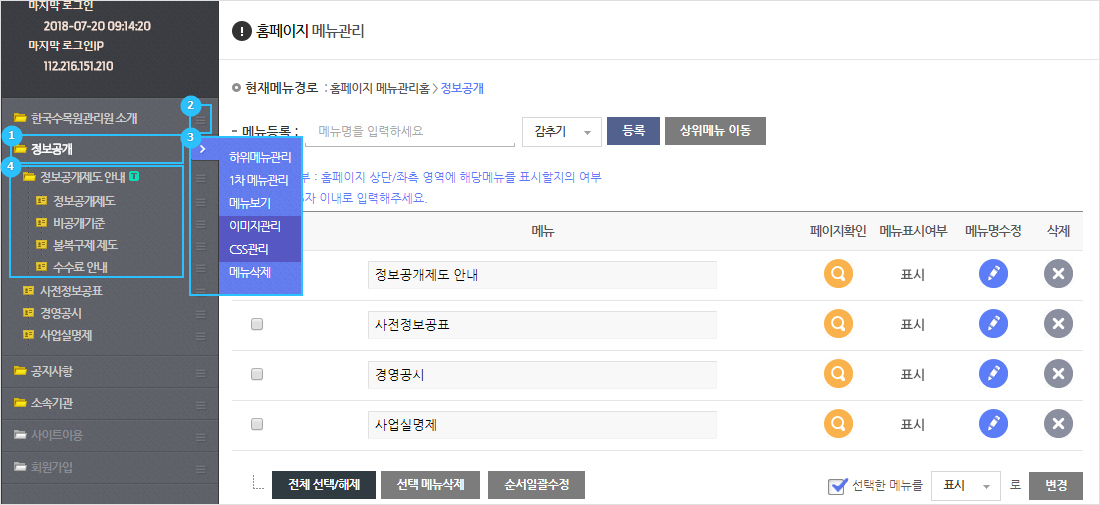 마지막 로그인
2018-07-20 09:14:20
마지막 로그인IP
112.216.151.210
한국수목원관리원 소개
2
1
정보공개
3
4
정보공개제도 안내 T
정보공개제도
비공개기준
불복구제 제도
수수료 안내
사전정보공표
경영공시
사업실명제
공지사항
소속기관
사이트이용
회원가입
하위메뉴관리
1차 메뉴관리
메뉴보기
이미지관리
CSS관리
메뉴삭제
! 홈페이지 메뉴관리
현재메뉴경로 : 홈페이지 메뉴관리홈 > 정보공개
메뉴등록 : 메뉴명을 입력하세요 감추기 등록 상위메뉴 이동
부 : 홈페이지 상단/좌측 영역에 해당메뉴를 표시할지의 여부
자 이내로 입력해주세요.
메뉴 페이지확인 메뉴표시여부 메뉴명수정 삭제
정보공개제도 안내 표시
사전정보공표 표시
경영공시 표시
사업실명제 표시
전체 선택/해제 선택 메뉴삭제 순서일괄수정 선택한 메뉴를 표시 로 변경